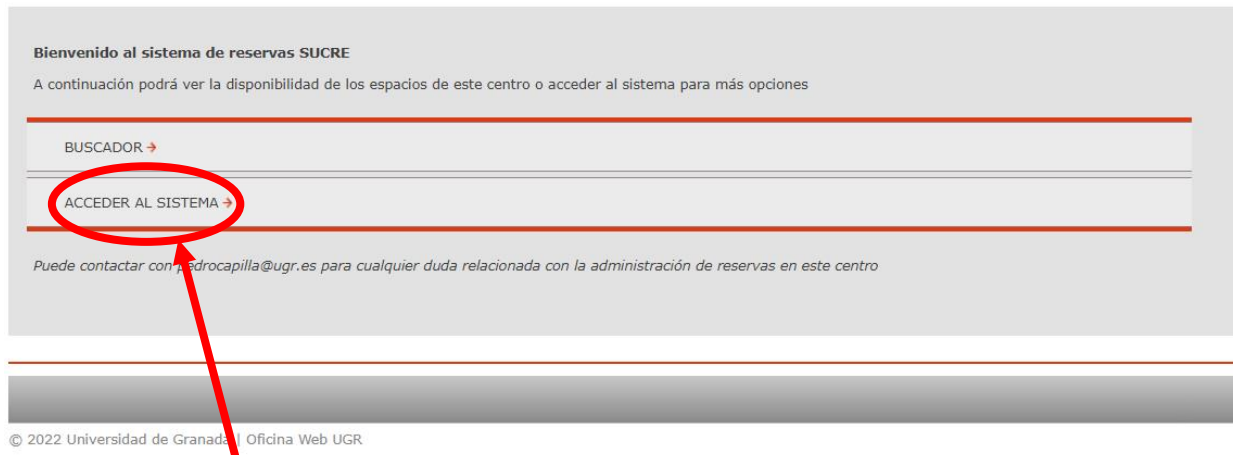 Bienvenido al sistema de reservas SUCRE
A continuación podrá ver la disponibilidad de los espacios de este centro o acceder al sistema para más opciones
BUSCADOR →
ACCEDER AL SISTEMA →
Puede contactar con pedrocapilla@ugr.es para cualquier duda relacionada con la administración de reservas en este centro
© 2022 Universidad de Granada | Oficina Web UGR